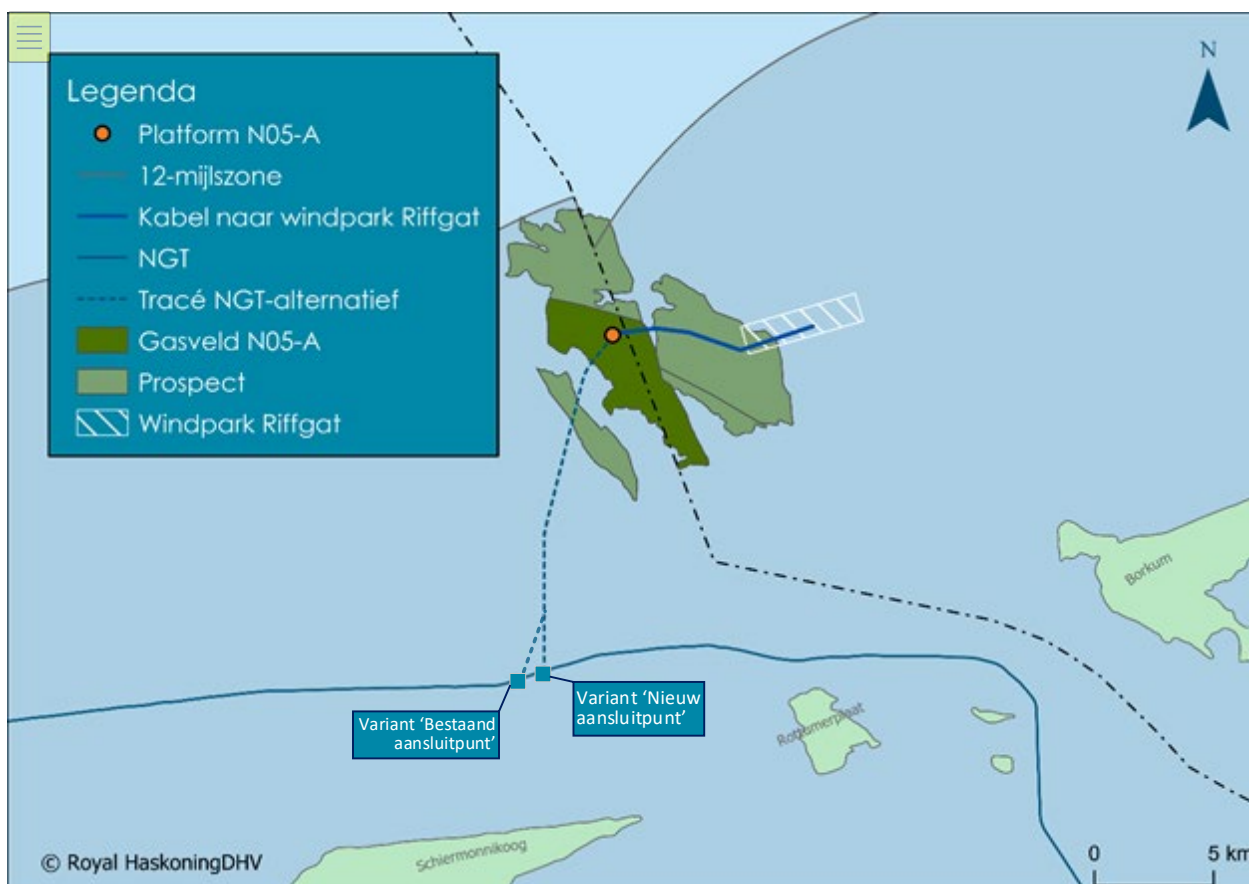 N
Legenda
Platform N05-A
12-mijlszone
Kabel naar windpark Riffgat
NGT
Tracé NGT-alternatief
Gasveld N05-A
Prospect
Windpark Riffgat
Borkum
Variant ‘Bestaand
aansluitpunt’
Variant ‘Nieuw
aansluitpunt’
Rottumerplaat
Schiermonnikoog
© Royal HaskoningDHV
0 5 km